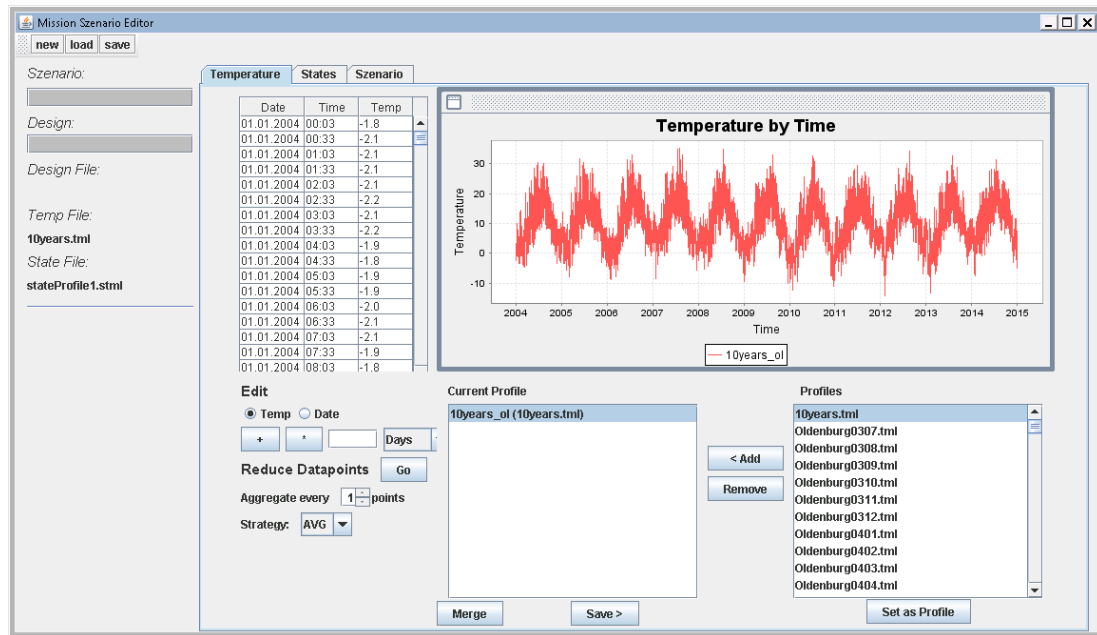 Mission Szenario Editor
new load save
Szenario:
Design:
Design File:
Temp File:
10years.tml
State File:
stateProfile1.stml
Temperature States Szenario
Date Time Temp
01.01.2004 00:03 -1.8
01.01.2004 00:33 -2.1
01.01.2004 01:03 -2.1
01.01.2004 01:33 -2.1
01.01.2004 02:03 -2.1
01.01.2004 02:33 -2.2
01.01.2004 03:03 -2.1
01.01.2004 03:33 -2.2
01.01.2004 04:03 -1.9
01.01.2004 04:33 -1.8
01.01.2004 05:03 -1.9
01.01.2004 05:33 -1.9
01.01.2004 06:03 -2.0
01.01.2004 06:33 -2.1
01.01.2004 07:03 -2.1
01.01.2004 07:33 -1.9
01.01.2004 08:03 -1.8
Temperature by Time
Temperature
30
20
10
0
-10
2004 2005 2006 2007 2008 2009 2010 2011 2012 2013 2014 2015
Time
10years_ol
Edit
Temp Date
+ * Days
Reduce Datapoints Go
Aggregate every 1 points
Strategy: AVG
Current Profile
10years_ol (10years.tml)
< Add
Remove
Merge Save >
Profiles
10years.tml
Oldenburg0307.tml
Oldenburg0308.tml
Oldenburg0309.tml
Oldenburg0310.tml
Oldenburg0311.tml
Oldenburg0312.tml
Oldenburg0401.tml
Oldenburg0402.tml
Oldenburg0403.tml
Oldenburg0404.tml
Set as Profile